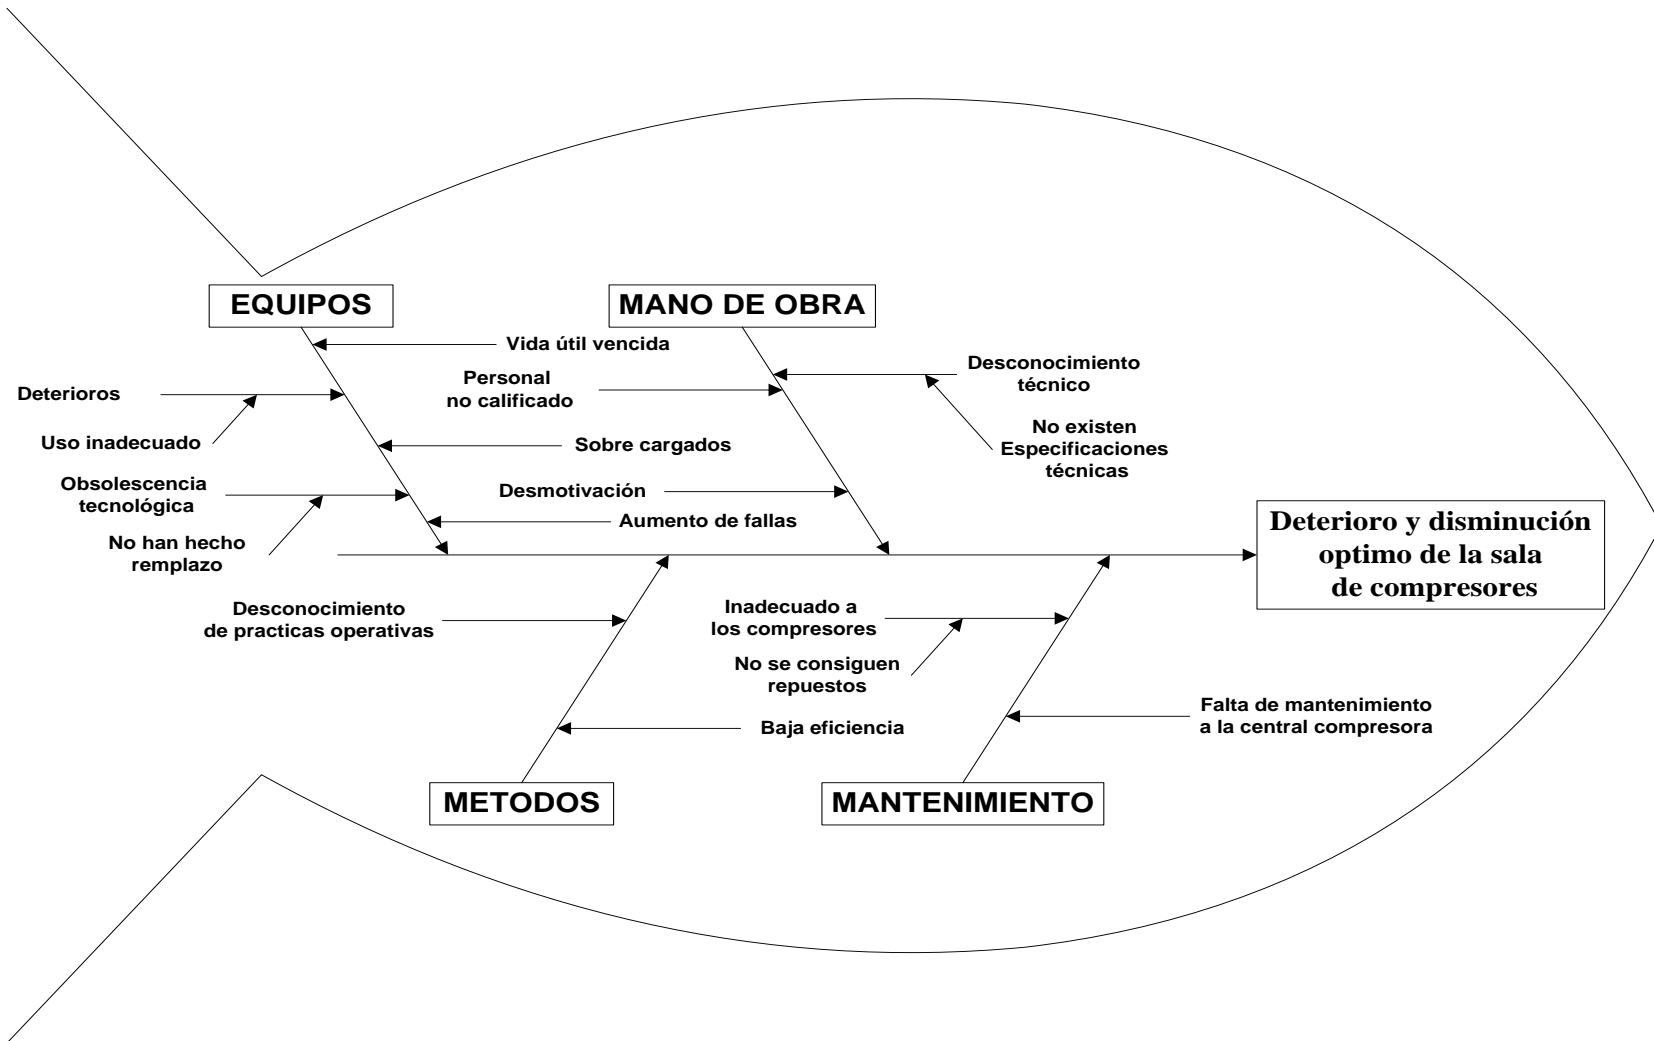 EQUIPOS
MANO DE OBRA
Vida útil vencida
Desconocimiento
técnico
Personal
no calificado
Deterioros
Uso inadecuado
Sobre cargados
No existen
Especificaciones
técnicas
Obsolescencia
tecnológica
Desmotivación
Aumento de fallas
No han hecho
remplazo
Deterioro y disminución
optimo de la sala
de compresores
Desconocimiento
de practicas operativas
Inadecuado a
los compresores
No se consiguen
repuestos
Falta de mantenimiento
a la central compresora
Baja eficiencia
METODOS
MANTENIMIENTO